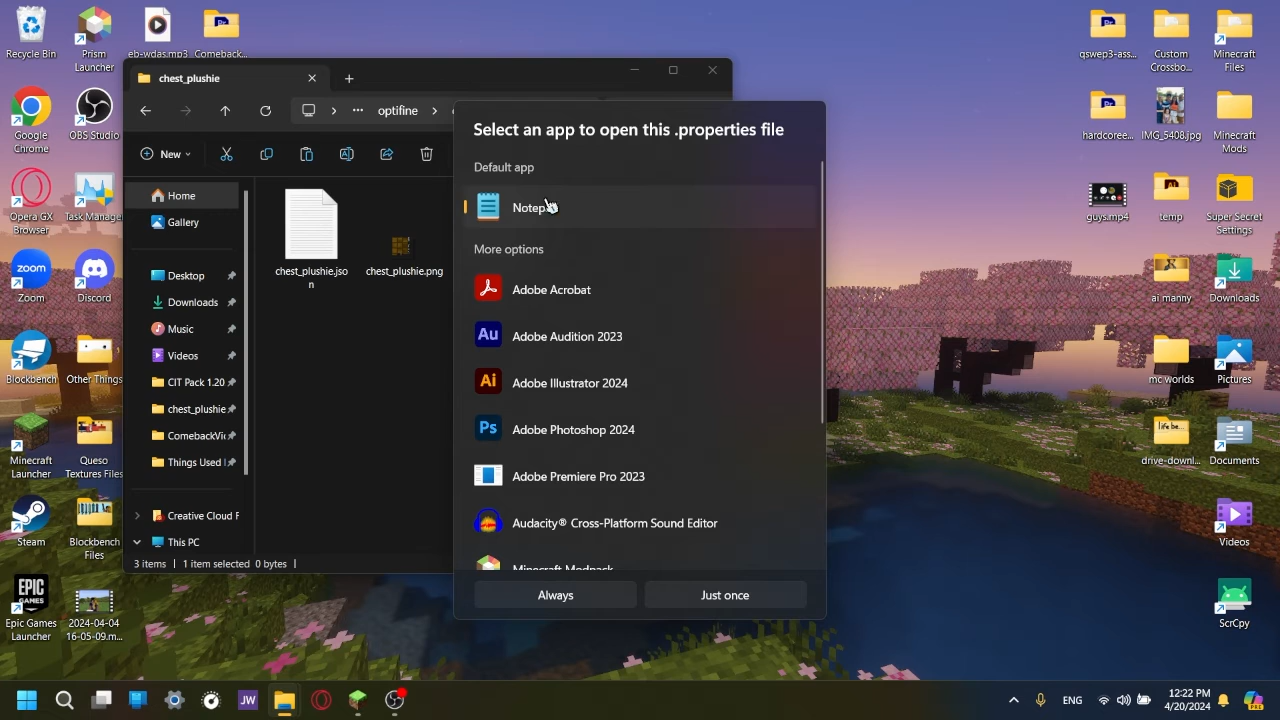 Recycle Bin
Prism
Launcher
eb-wdas.mp3
Comeback...
Google
Chrome
OBS Studio
Opera GX
Browser
Task Manager
Zoom
Discord
Blockbench
Other Things
Minecraft
Launcher
Queso
Textures Files
Steam
Blockbench
Files
Epic Games
Launcher
2024-04-04
16-05-09.m...
chest_plushie
optifine
New
Home
Gallery
Desktop
Downloads
Music
Videos
CIT Pack 1.20
chest_plushie
ComebackVi
Things Used
Creative Cloud F
This PC
chest_plushie.jso
n
chest_plushie.png
3 items
1 item selected 0 bytes
Select an app to open this .properties file
Default app
More options
Adobe Acrobat
Adobe Audition 2023
Adobe Illustrator 2024
Adobe Photoshop 2024
Adobe Premiere Pro 2023
Audacity® Cross-Platform Sound Editor
Minecraft Modpack
Always
Just once
qswep3-ass...
Custom
Crossbo...
Minecraft
Files
hardcoree...
IMG_5408.jpg
Minecraft
Mods
guys.mp4
temp
Super Secret
Settings
ai manny
Downloads
mc worlds
Pictures
life be...
drive-downl...
Documents
Videos
ScrCpy
EPIC
GAMES
Au
Ai
Ps
zoom
JW
ENG
12:22 PM
4/20/2024